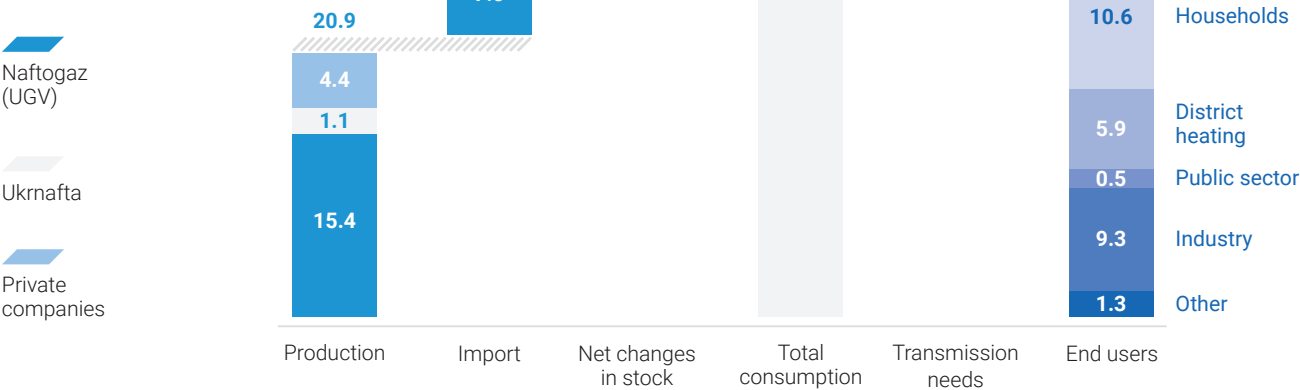 20.9
10.6
Households
Naftogaz
(UGV)
4.4
1.1
District
heating
5.9
0.5
Public sector
Ukrnafta
15.4
9.3
Industry
Private
companies
1.3
Other
Production
Import
Net changes
in stock
Total
consumption
Transmission
needs
End users